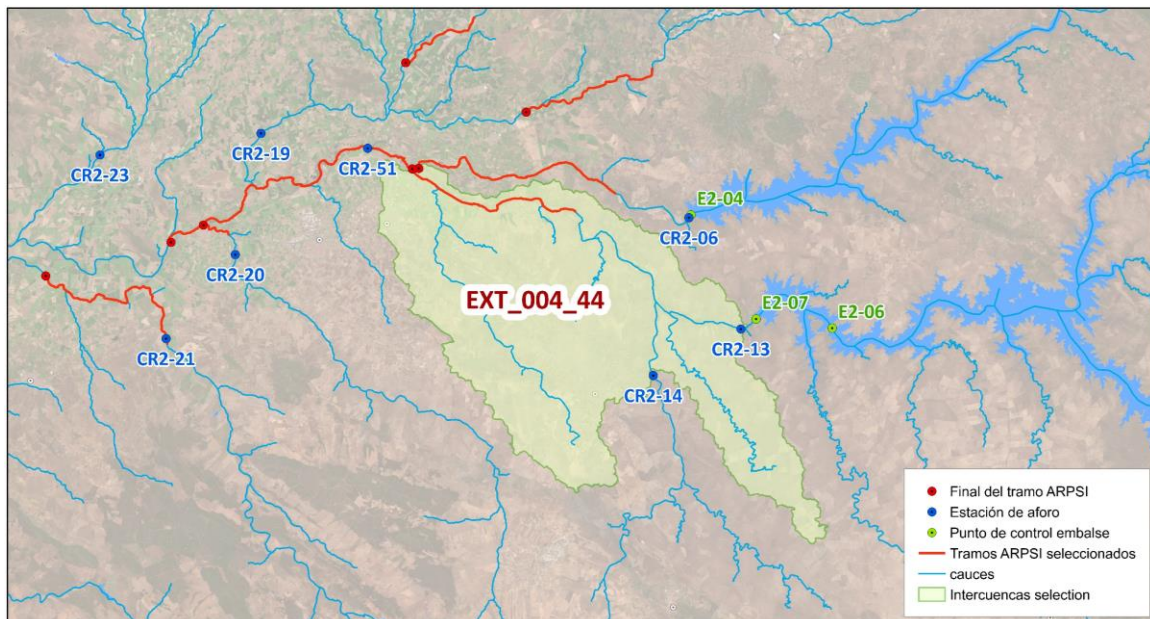 E2-04
CR2-19
CR2-51
CR2-23
CR2-06
CR2-20
EXT_004_44
E2-07
E2-06
CR2-13
CR2-21
CR2-14
Final del tramo ARPSI
Estación de aforo
Punto de control embalse
Tramos ARPSI seleccionados
cauces
Intercuencas selection